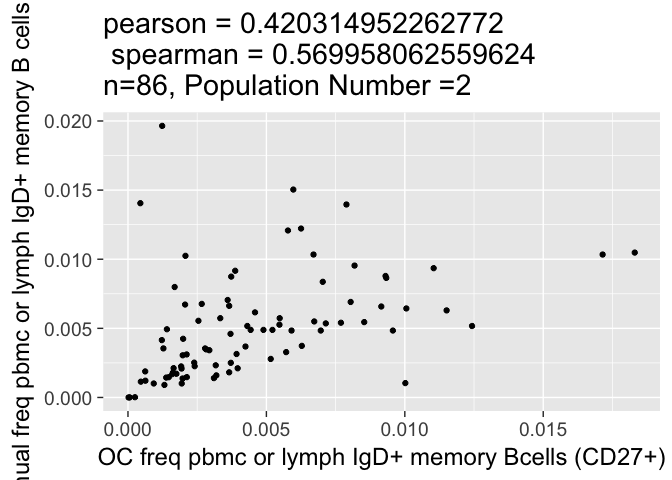 pearson = 0.420314952262772
spearman = 0.569958062559624
n=86, Population Number =2
nual freq pbmc or lymph IgD+ memory B cells
0.020
0.015
0.010
0.005
0.000
0.000 0.005 0.010 0.015
OC freq pbmc or lymph IgD+ memory Bcells (CD27+)